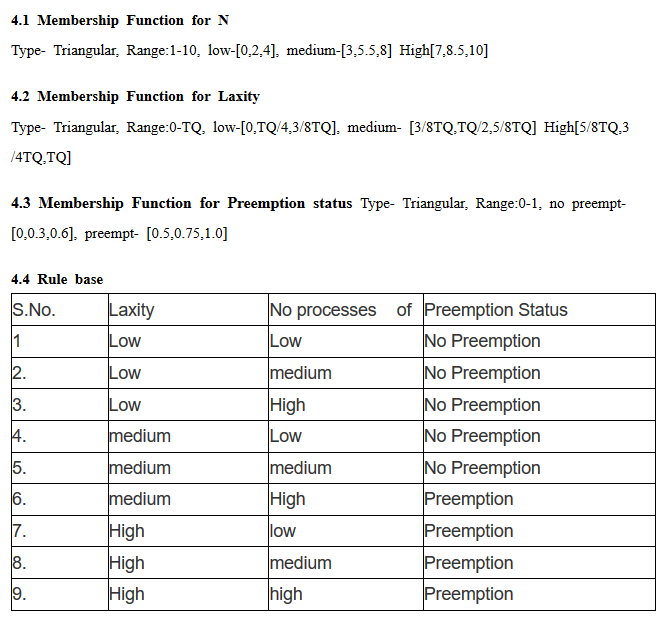 4.1 Membership Function for N
Type- Triangular, Range:1-10, low-[0,2,4], medium-[3,5.5,8] High[7,8.5,10]
4.2 Membership Function for Laxity
Type- Triangular, Range:0-TQ, low-[0,TQ/4,3/8TQ], medium- [3/8TQ,TQ/2,5/8TQ] High[5/8TQ,3
/4TQ,TQ]
4.3 Membership Function for Preemption status Type- Triangular, Range:0-1, no preempt-
[0,0.3,0.6], preempt- [0.5,0.75,1.0]
4.4 Rule base
S.No. Laxity No processes of Preemption Status
1 Low Low No Preemption
2. Low medium No Preemption
3. Low High No Preemption
4. medium Low No Preemption
5. medium medium No Preemption
6. medium High Preemption
7. High low Preemption
8. High medium Preemption
9. High high Preemption